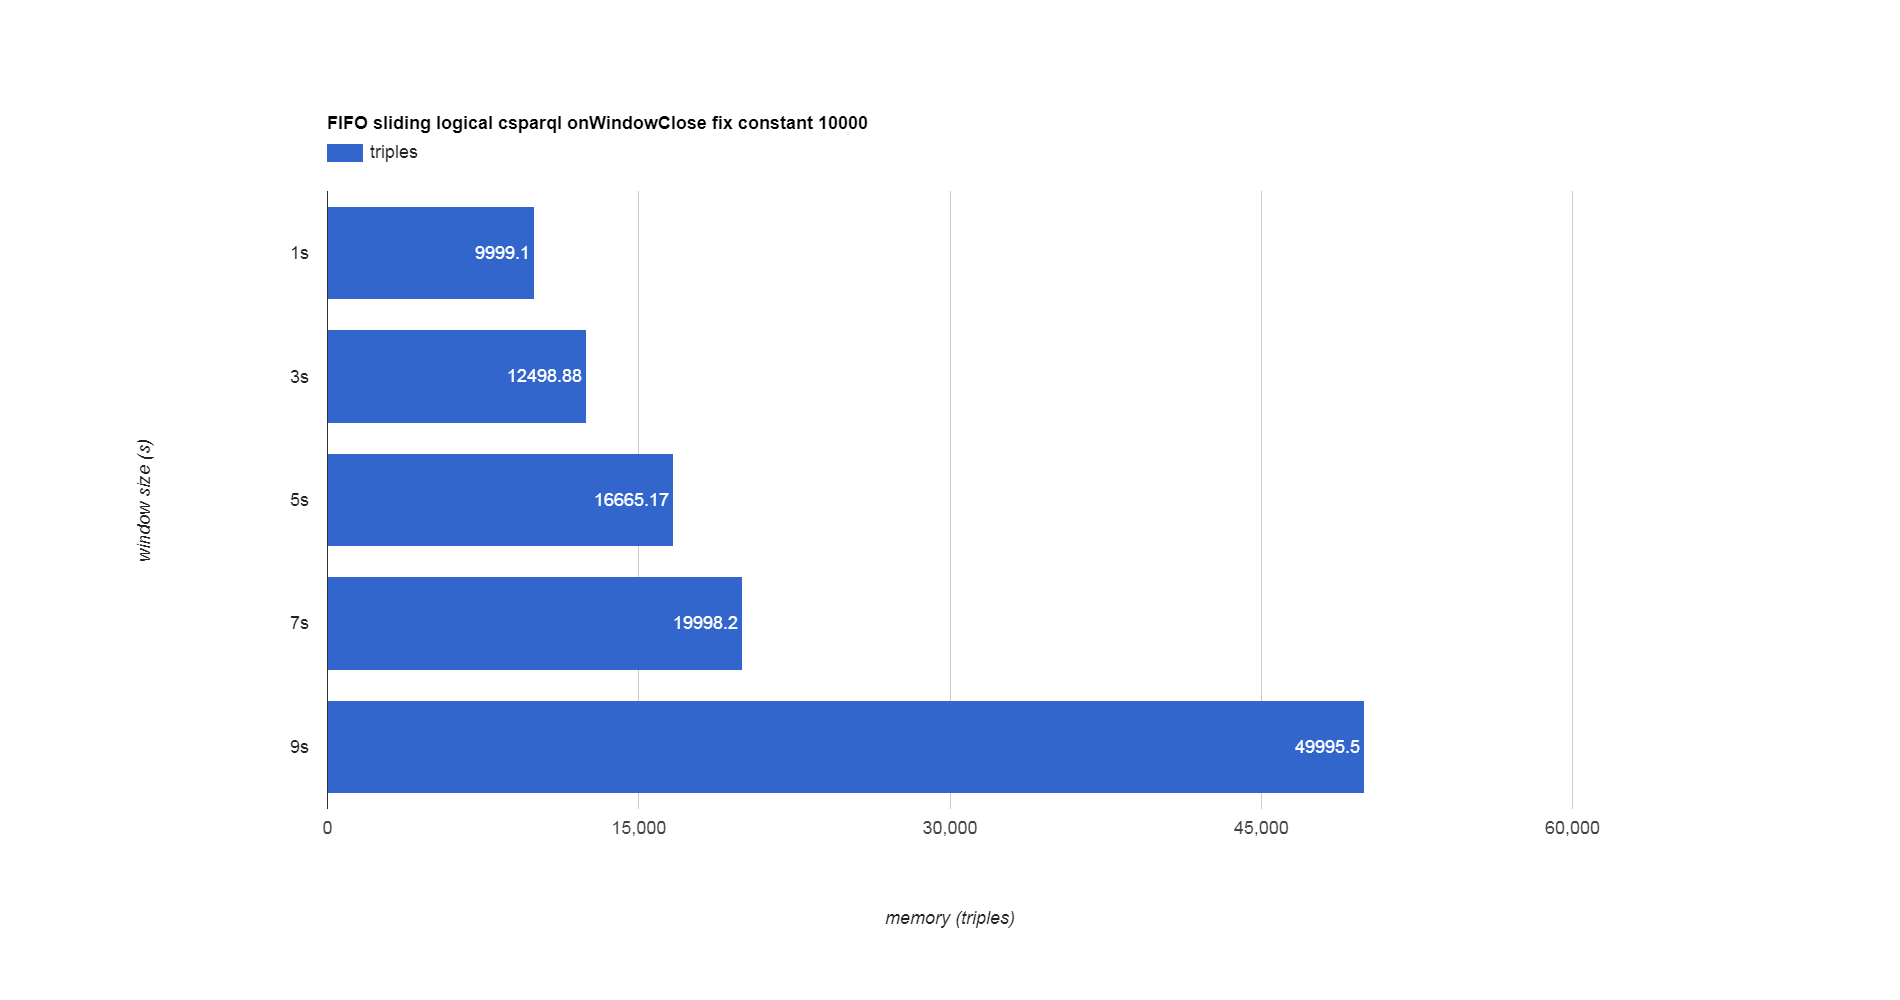 FIFO sliding logical csparql onWindowClose fix constant 10000
triples
1s
9999.1
3s
12498.88
5s
16665.17
7s
19998.2
9s
49995.5
window size (s)
0 15,000 30,000 45,000 60,000
memory (triples)